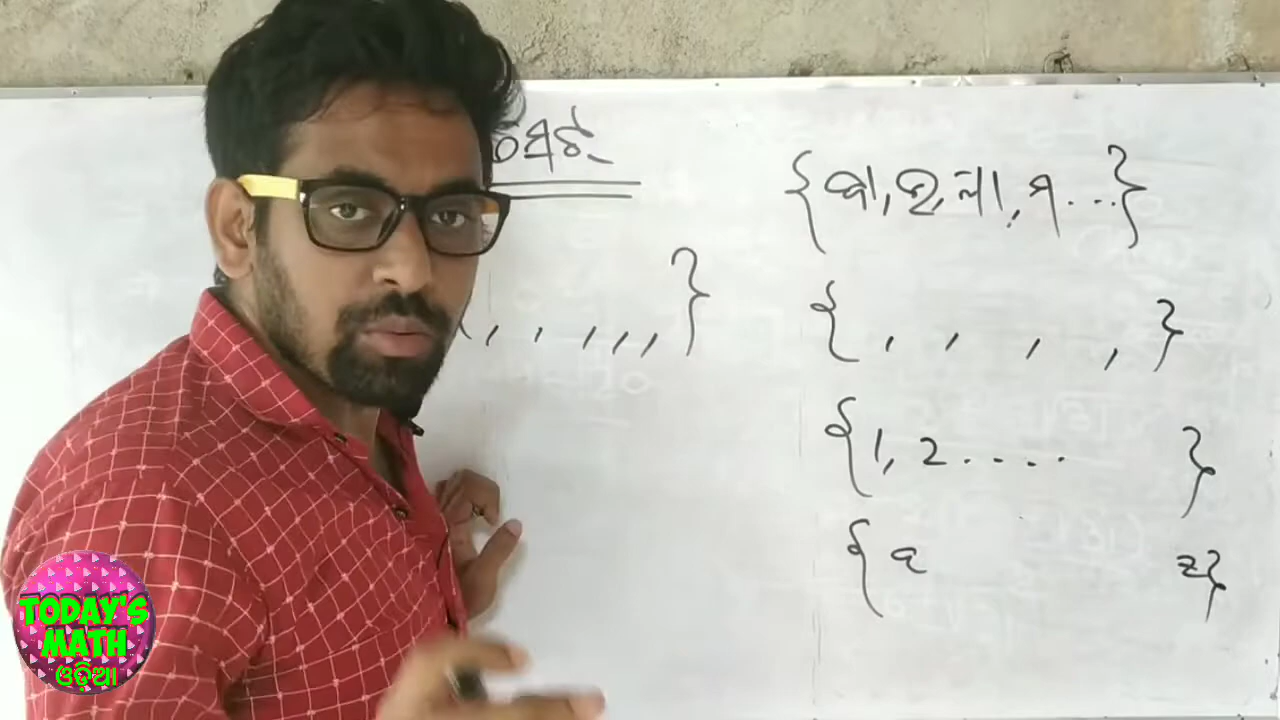 {କା, ହ, ଲା, ମ...}
{ , , , , , }
{ , , , , }
{1, 2 .... }
{a z}
TODAY'S
MATH
ଓଡ଼ିଆ